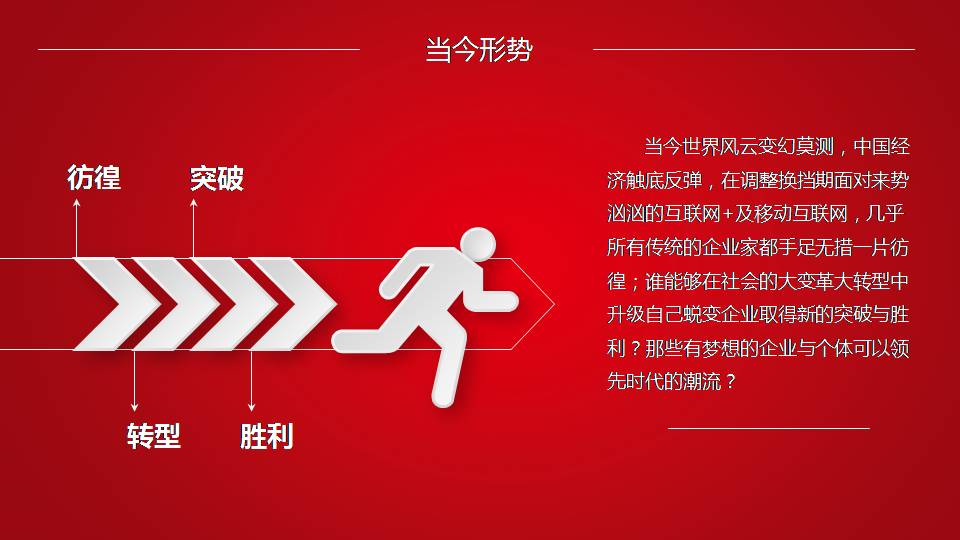 当今形势
彷徨
突破
转型
胜利
当今世界风云变幻莫测，中国经
济触底反弹，在调整换挡期面对来势
汹汹的互联网+及移动互联网，几乎
所有传统的企业家都手足无措一片彷
徨；谁能够在社会的大变革大转型中
升级自己蜕变企业取得新的突破与胜
利？那些有梦想的企业与个体可以领
先时代的潮流？